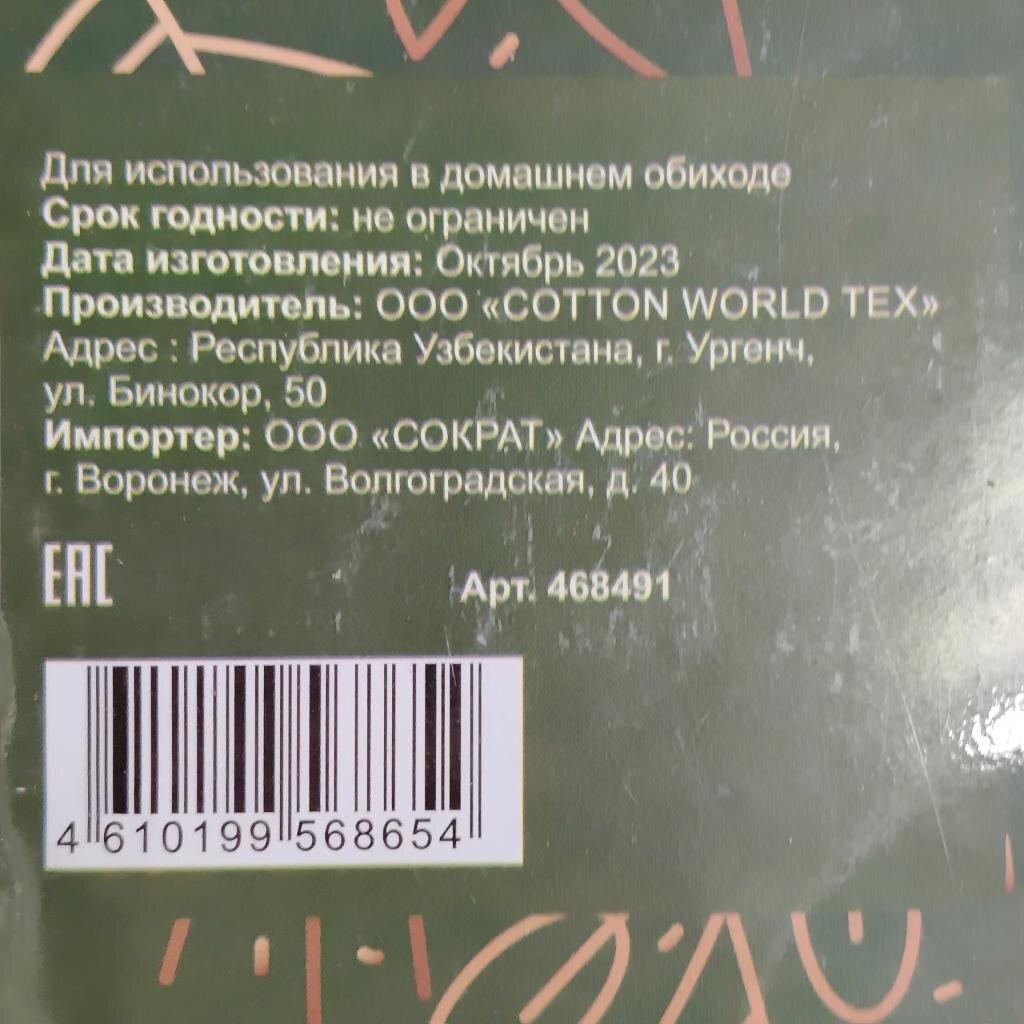 Для использования в домашнем обиходе
Срок годности: не ограничен
Дата изготовления: Октябрь 2023
Производитель: ООО «COTTON WORLD TEX»
Адрес : Республика Узбекистана, г. Ургенч,
ул. Бинокор, 50
Импортер: ООО «СОКРАТ» Адрес: Россия,
г. Воронеж, ул. Волгоградская, д. 40
ЕАС
Арт. 468491
4 610199 568654